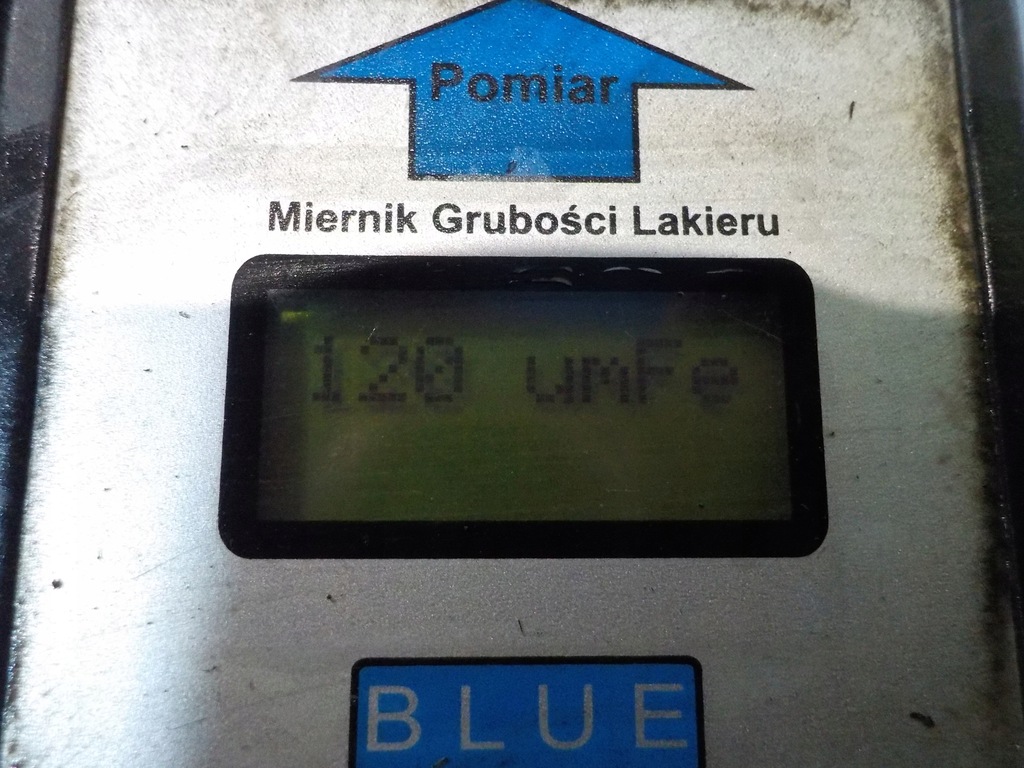 Pomiar
Miernik Grubości Lakieru
120 umFe
BLUE